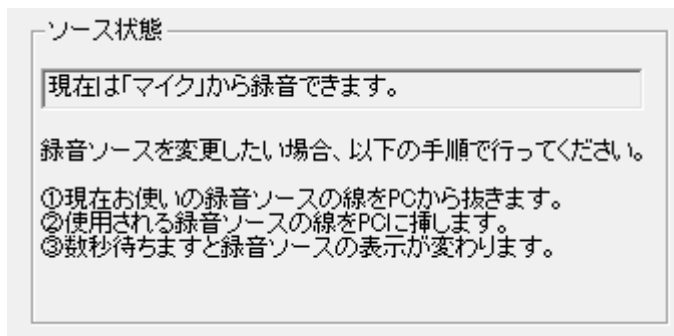 ソース状態
現在は「マイク」から録音できます。
録音ソースを変更したい場合、以下の手順で行ってください。
①現在お使いの録音ソースの線をPCから抜きます。
②使用される録音ソースの線をPCに挿します。
③数秒待ちますと録音ソースの表示が変わります。